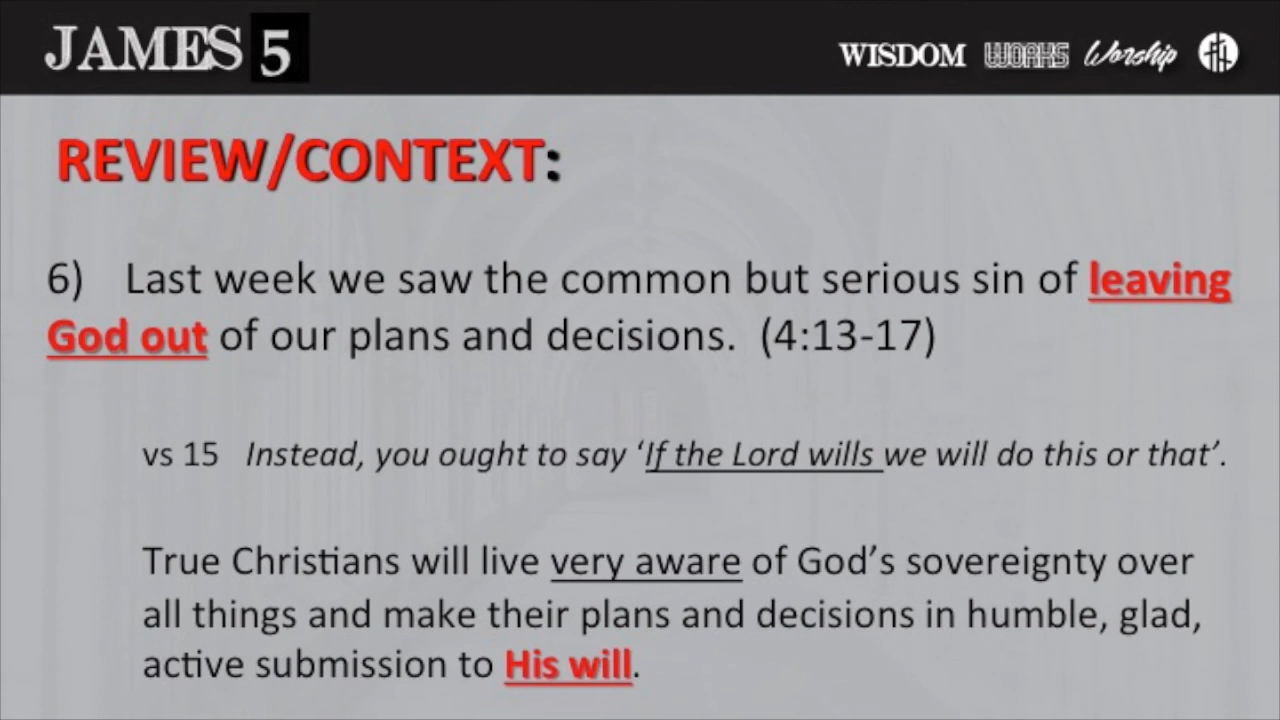 JAMES 5
WISDOM WORKS Worship
REVIEW/CONTEXT:
6) Last week we saw the common but serious sin of leaving
God out of our plans and decisions. (4:13-17)
vs 15 Instead, you ought to say ‘If the Lord wills we will do this or that’.
True Christians will live very aware of God’s sovereignty over
all things and make their plans and decisions in humble, glad,
active submission to His will.